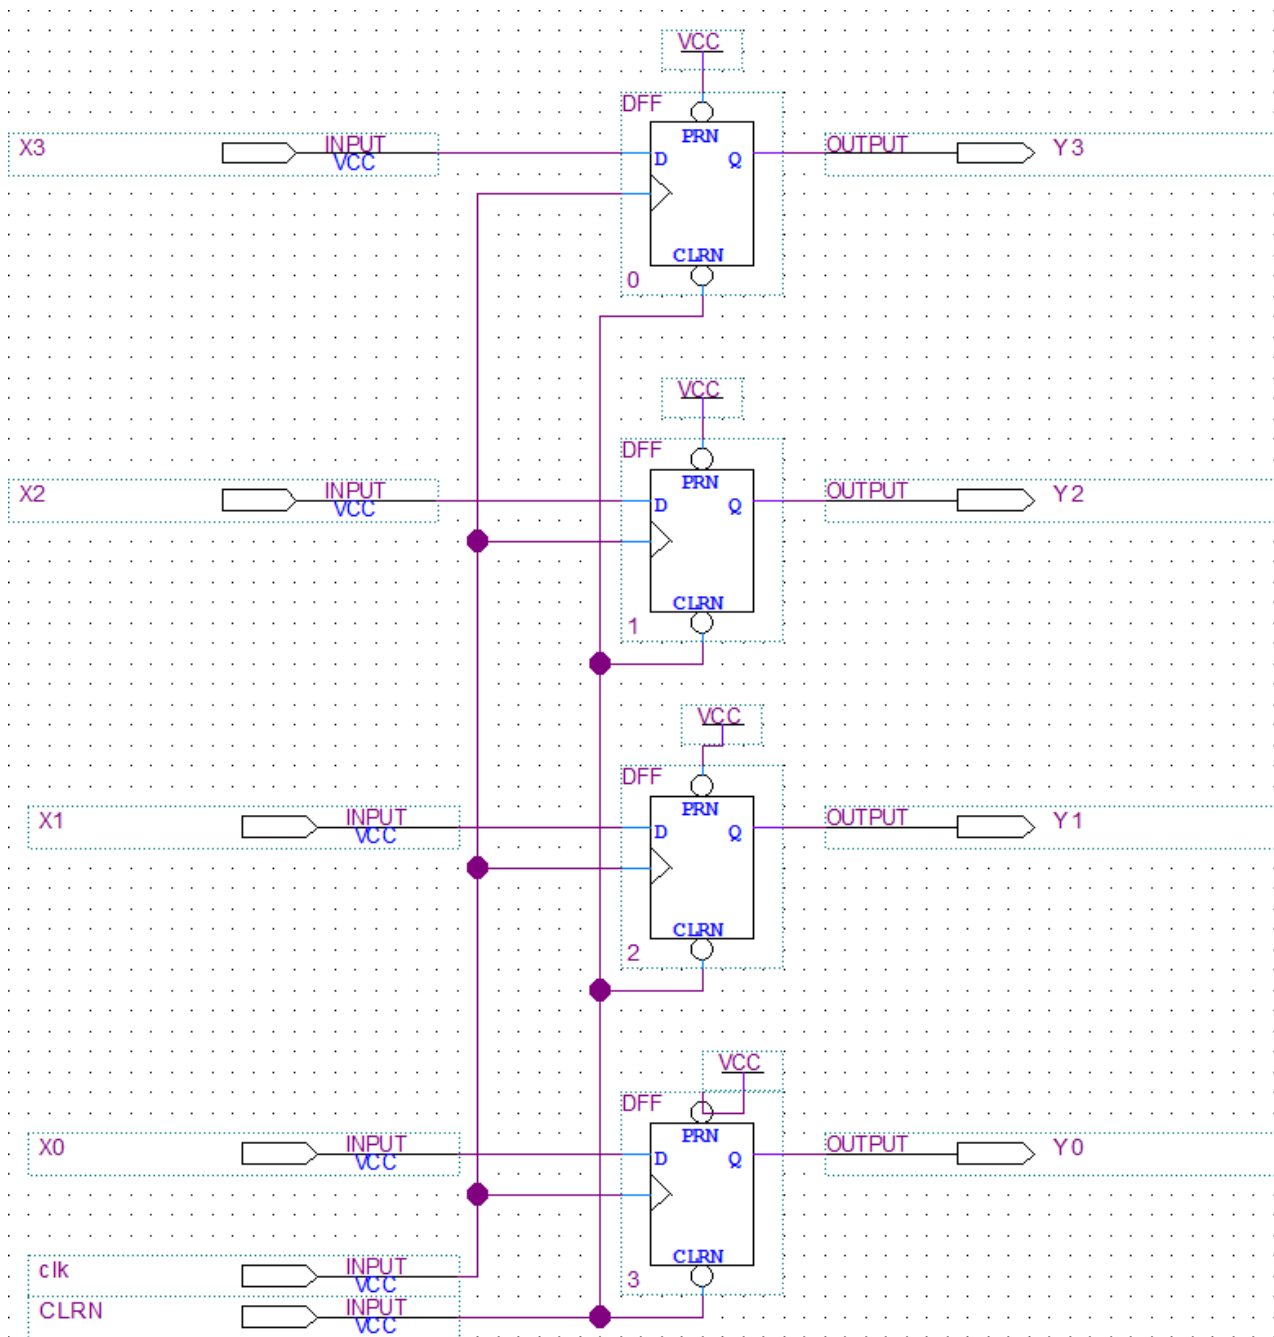 VCC
DFF
PRN
X3 INPUT VCC D Q OUTPUT Y3
CLRN
0
VCC
DFF
PRN
X2 INPUT VCC D Q OUTPUT Y2
CLRN
1
VCC
DFF
PRN
X1 INPUT VCC D Q OUTPUT Y1
CLRN
2
VCC
DFF
PRN
X0 INPUT VCC D Q OUTPUT Y0
CLRN
3
clk INPUT VCC
CLRN INPUT VCC